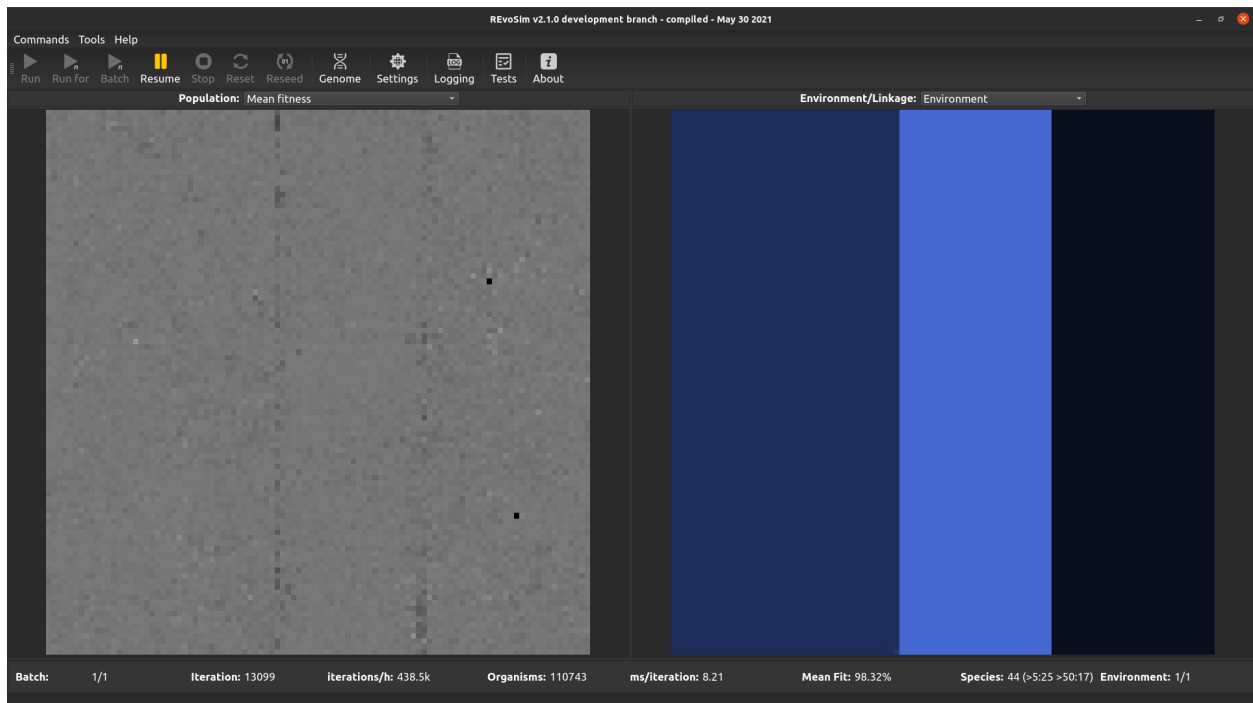 REvoSim v2.1.0 development branch - compiled - May 30 2021
Commands Tools Help
Run Run for Batch Resume Stop Reset Reseed Genome Settings Logging Tests About
Population: Mean fitness Environment/Linkage: Environment
Batch: 1/1 Iteration: 13099 iterations/h: 438.5k Organisms: 110743 ms/iteration: 8.21 Mean Fit: 98.32% Species: 44 (>5:25 >50:17) Environment: 1/1